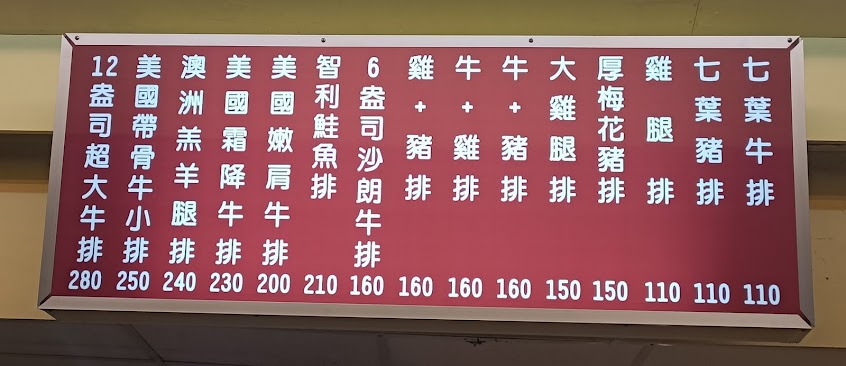 七葉牛排 110
七葉豬排 110
雞腿排 110
厚梅花豬排 150
大雞腿排 150
牛+豬排 160
牛+雞排 160
雞+豬排 160
6盎司沙朗牛排 160
智利鮭魚排 210
美國嫩肩牛排 200
美國霜降牛排 230
澳洲羔羊腿排 240
美國帶骨牛小排 250
12盎司超大牛排 280